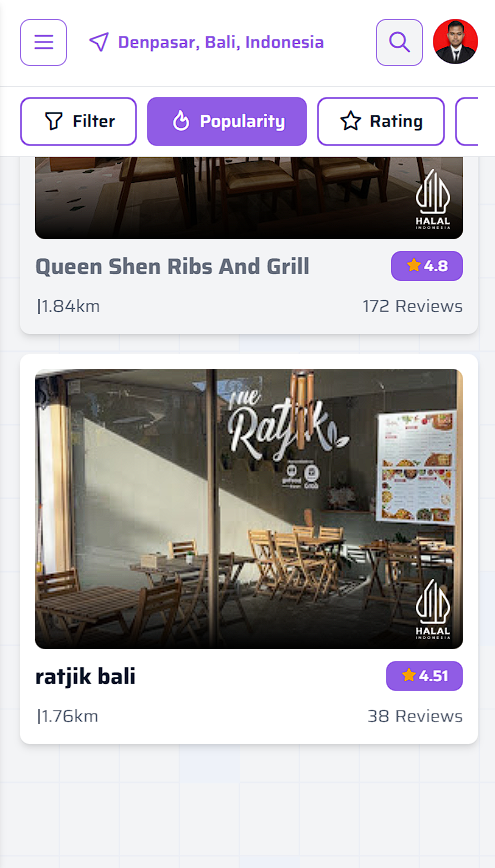 Denpasar, Bali, Indonesia
Filter
Popularity
Rating
HALAL
INDONESIA
Queen Shen Ribs And Grill
4.8
|1.84km
172 Reviews
Ratjik
HALAL
INDONESIA
ratjik bali
4.51
|1.76km
38 Reviews